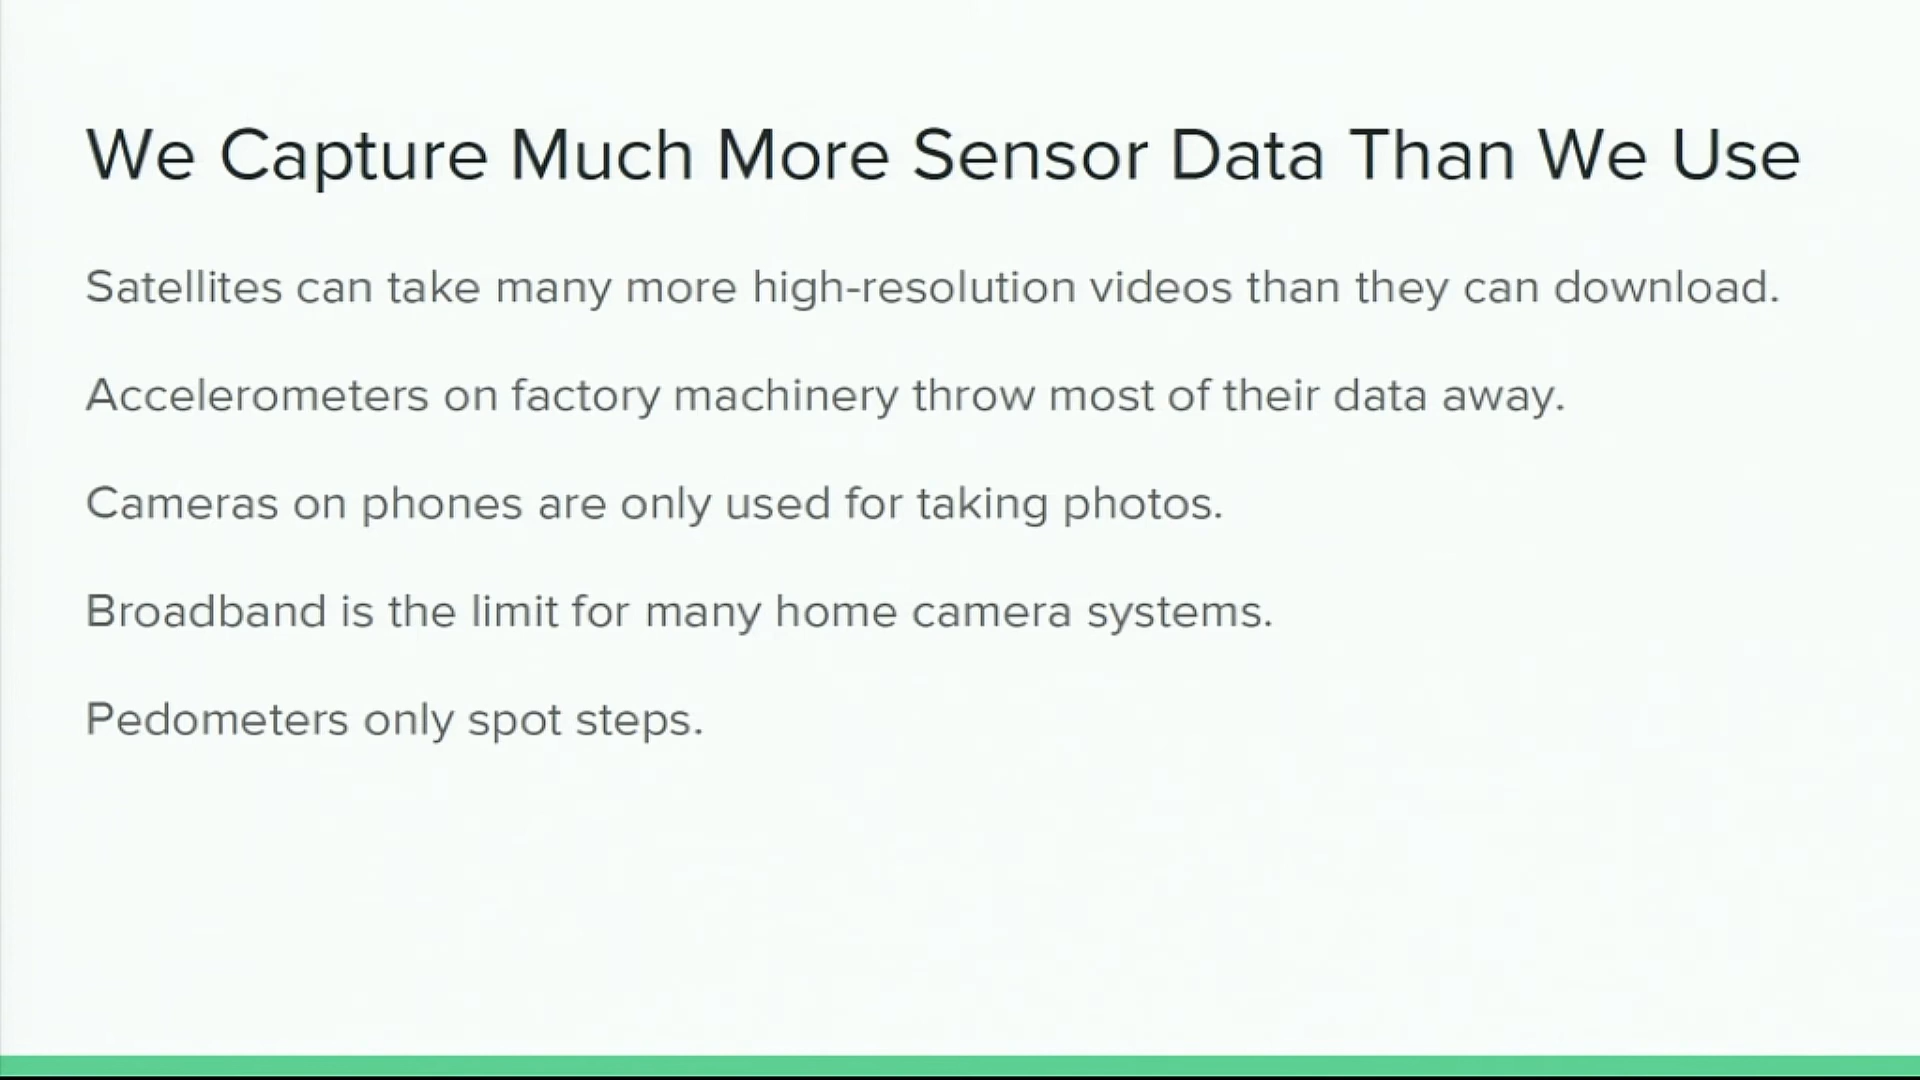 We Capture Much More Sensor Data Than We Use
Satellites can take many more high-resolution videos than they can download.
Accelerometers on factory machinery throw most of their data away.
Cameras on phones are only used for taking photos.
Broadband is the limit for many home camera systems.
Pedometers only spot steps.